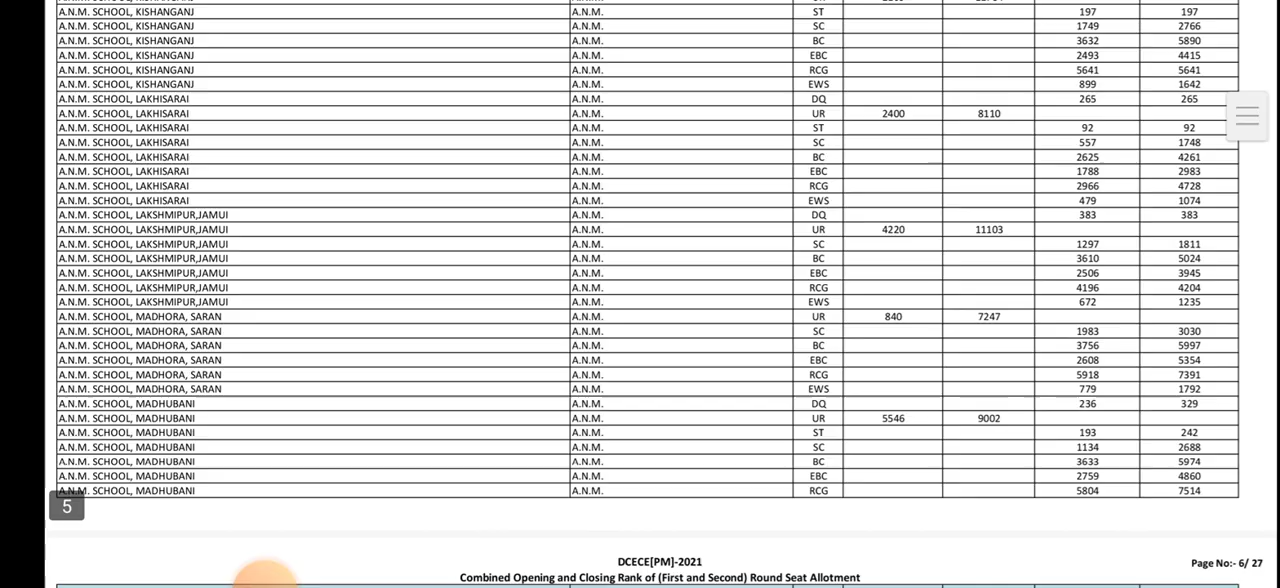 A.N.M. SCHOOL, KISHANGANJ A.N.M. ST 197 197
A.N.M. SCHOOL, KISHANGANJ A.N.M. SC 1749 2766
A.N.M. SCHOOL, KISHANGANJ A.N.M. BC 3632 5890
A.N.M. SCHOOL, KISHANGANJ A.N.M. EBC 2493 4415
A.N.M. SCHOOL, KISHANGANJ A.N.M. RCG 5641 5641
A.N.M. SCHOOL, KISHANGANJ A.N.M. EWS 899 1642
A.N.M. SCHOOL, LAKHISARAI A.N.M. DQ 265 265
A.N.M. SCHOOL, LAKHISARAI A.N.M. UR 2400 8110
A.N.M. SCHOOL, LAKHISARAI A.N.M. ST 92 92
A.N.M. SCHOOL, LAKHISARAI A.N.M. SC 557 1748
A.N.M. SCHOOL, LAKHISARAI A.N.M. BC 2625 4261
A.N.M. SCHOOL, LAKHISARAI A.N.M. EBC 1788 2983
A.N.M. SCHOOL, LAKHISARAI A.N.M. RCG 2966 4728
A.N.M. SCHOOL, LAKHISARAI A.N.M. EWS 479 1074
A.N.M. SCHOOL, LAKSHMIPUR,JAMUI A.N.M. DQ 383 383
A.N.M. SCHOOL, LAKSHMIPUR,JAMUI A.N.M. UR 4220 11103
A.N.M. SCHOOL, LAKSHMIPUR,JAMUI A.N.M. SC 1297 1811
A.N.M. SCHOOL, LAKSHMIPUR,JAMUI A.N.M. BC 3610 5024
A.N.M. SCHOOL, LAKSHMIPUR,JAMUI A.N.M. EBC 2506 3945
A.N.M. SCHOOL, LAKSHMIPUR,JAMUI A.N.M. RCG 4196 4204
A.N.M. SCHOOL, LAKSHMIPUR,JAMUI A.N.M. EWS 672 1235
A.N.M. SCHOOL, MADHORA, SARAN A.N.M. UR 840 7247
A.N.M. SCHOOL, MADHORA, SARAN A.N.M. SC 1983 3030
A.N.M. SCHOOL, MADHORA, SARAN A.N.M. BC 3756 5997
A.N.M. SCHOOL, MADHORA, SARAN A.N.M. EBC 2608 5354
A.N.M. SCHOOL, MADHORA, SARAN A.N.M. RCG 5918 7391
A.N.M. SCHOOL, MADHORA, SARAN A.N.M. EWS 779 1792
A.N.M. SCHOOL, MADHUBANI A.N.M. DQ 236 329
A.N.M. SCHOOL, MADHUBANI A.N.M. UR 5546 9002
A.N.M. SCHOOL, MADHUBANI A.N.M. ST 193 242
A.N.M. SCHOOL, MADHUBANI A.N.M. SC 1134 2688
A.N.M. SCHOOL, MADHUBANI A.N.M. BC 3633 5974
A.N.M. SCHOOL, MADHUBANI A.N.M. EBC 2759 4860
A.N.M. SCHOOL, MADHUBANI A.N.M. RCG 5804 7514
5
DCECE[PM]-2021 Page No:- 6/ 27
Combined Opening and Closing Rank of (First and Second) Round Seat Allotment